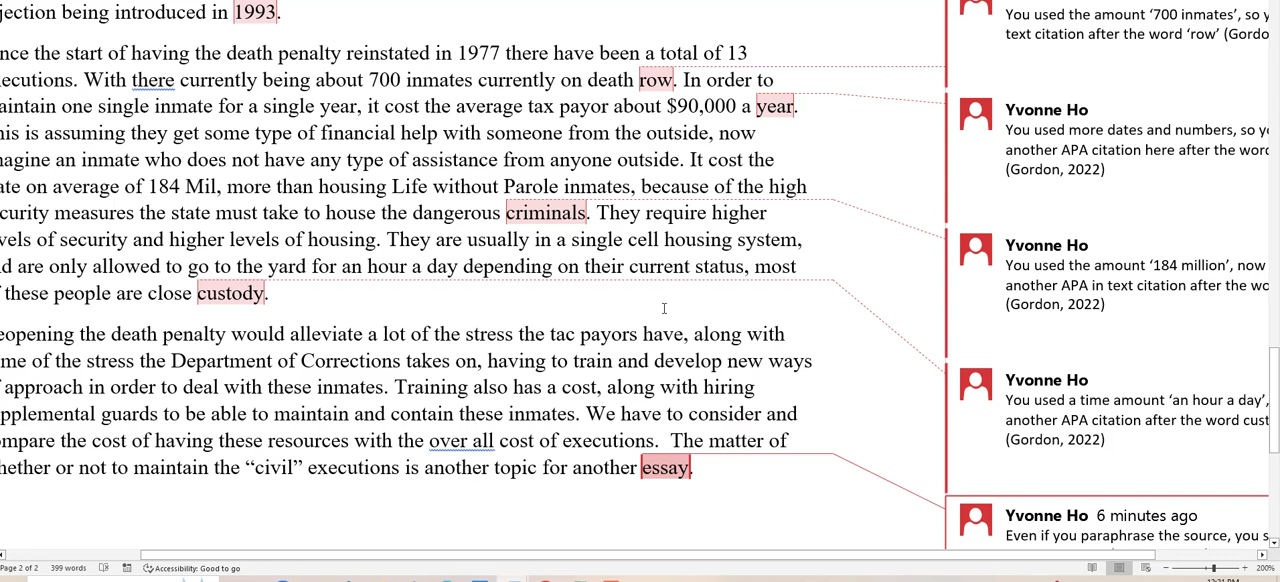 jection being introduced in 1993.
nce the start of having the death penalty reinstated in 1977 there have been a total of 13
ecutions. With there currently being about 700 inmates currently on death row. In order to
aintain one single inmate for a single year, it cost the average tax payor about $90,000 a year.
his is assuming they get some type of financial help with someone from the outside, now
magine an inmate who does not have any type of assistance from anyone outside. It cost the
ate on average of 184 Mil, more than housing Life without Parole inmates, because of the high
curity measures the state must take to house the dangerous criminals. They require higher
vels of security and higher levels of housing. They are usually in a single cell housing system,
d are only allowed to go to the yard for an hour a day depending on their current status, most
f these people are close custody.
eopening the death penalty would alleviate a lot of the stress the tac payors have, along with
me of the stress the Department of Corrections takes on, having to train and develop new ways
f approach in order to deal with these inmates. Training also has a cost, along with hiring
pplemental guards to be able to maintain and contain these inmates. We have to consider and
ompare the cost of having these resources with the over all cost of executions. The matter of
hether or not to maintain the “civil” executions is another topic for another essay.
You used the amount ‘700 inmates’, so y
text citation after the word ‘row’ (Gordo
Yvonne Ho
You used more dates and numbers, so yo
another APA citation here after the word
(Gordon, 2022)
Yvonne Ho
You used the amount ‘184 million’, now
another APA in text citation after the wo
(Gordon, 2022)
Yvonne Ho
You used a time amount ‘an hour a day’,
another APA citation after the word cust
(Gordon, 2022)
Yvonne Ho 6 minutes ago
Even if you paraphrase the source, you s
Page 2 of 2 399 words Accessibility: Good to go 200%